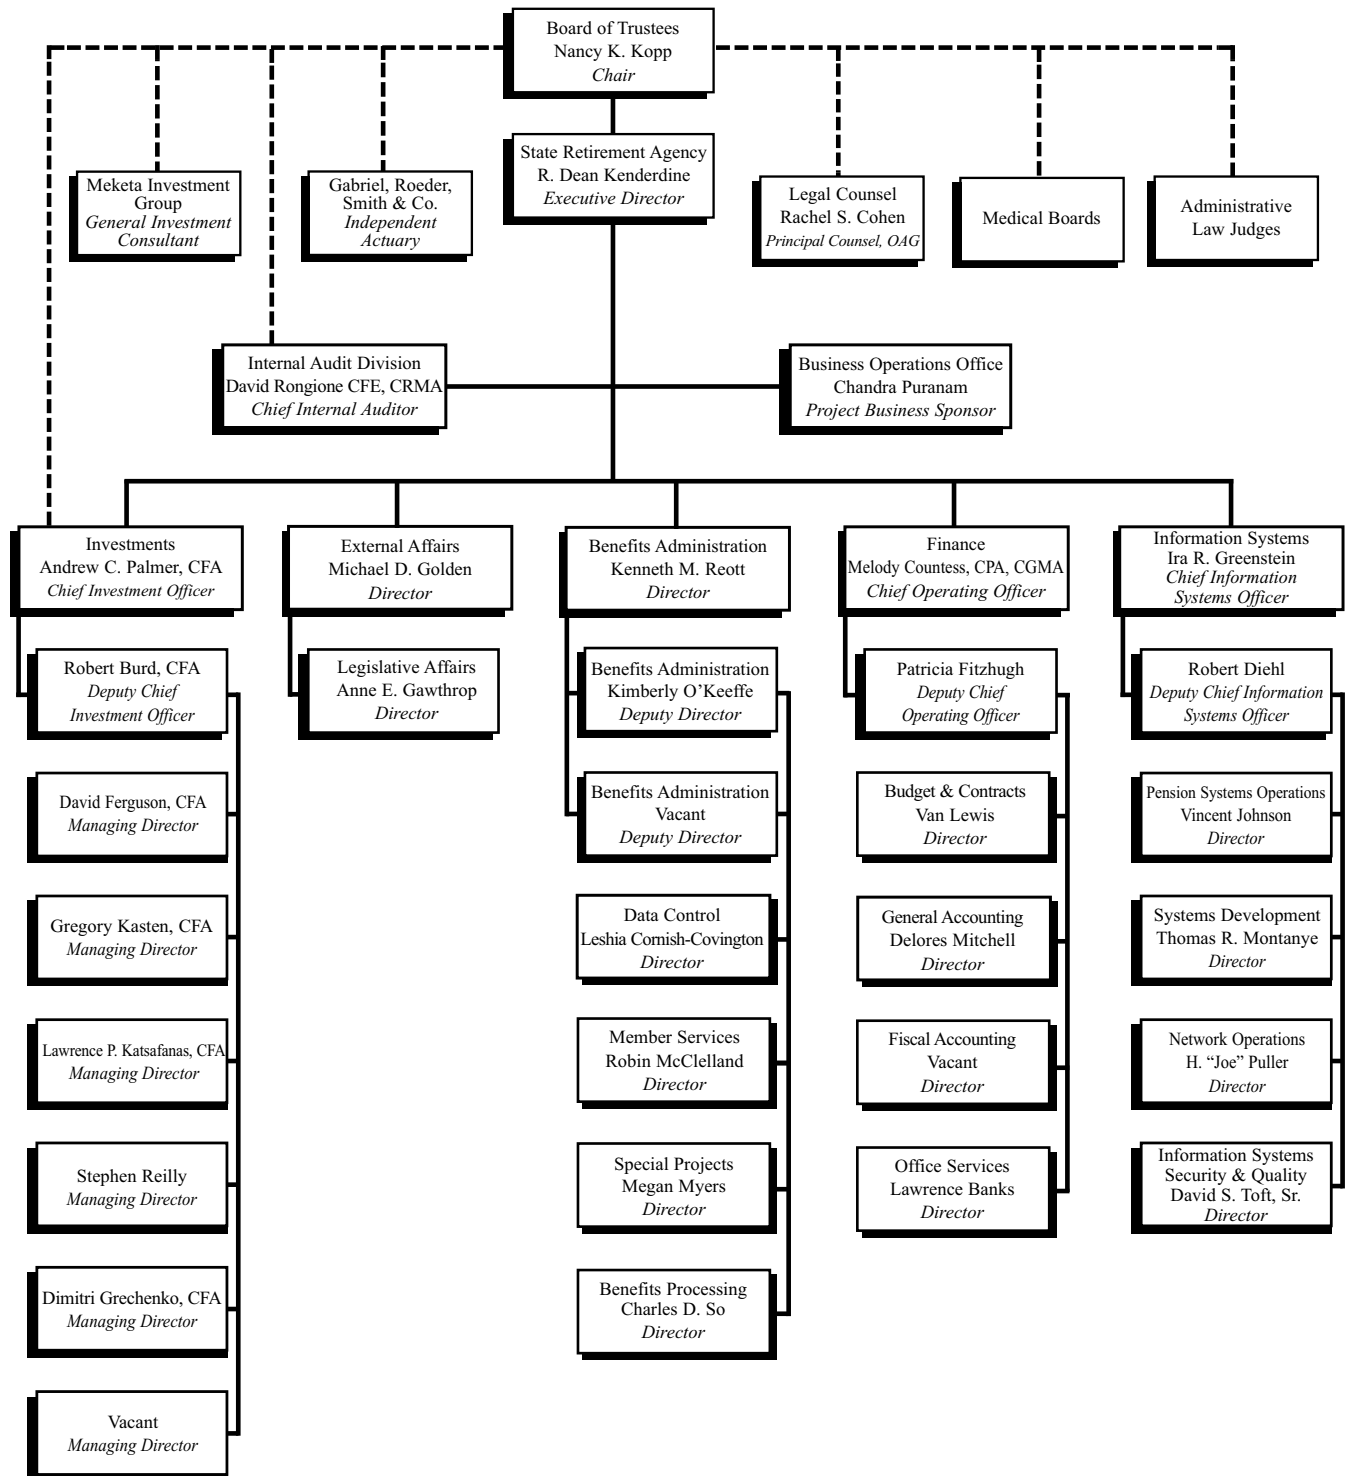 Board of Trustees
Nancy K. Kopp
Chair
State Retirement Agency
R. Dean Kenderdine
Executive Director
Meketa Investment
Group
General Investment
Consultant
Gabriel, Roeder,
Smith & Co.
Independent
Actuary
Legal Counsel
Rachel S. Cohen
Principal Counsel, OAG
Medical Boards
Administrative
Law Judges
Internal Audit Division
David Rongione CFE, CRMA
Chief Internal Auditor
Business Operations Office
Chandra Puranam
Project Business Sponsor
Investments
Andrew C. Palmer, CFA
Chief Investment Officer
External Affairs
Michael D. Golden
Director
Benefits Administration
Kenneth M. Reott
Director
Finance
Melody Countess, CPA, CGMA
Chief Operating Officer
Information Systems
Ira R. Greenstein
Chief Information
Systems Officer
Robert Burd, CFA
Deputy Chief
Investment Officer
Legislative Affairs
Anne E. Gawthrop
Director
Benefits Administration
Kimberly O’Keeffe
Deputy Director
Patricia Fitzhugh
Deputy Chief
Operating Officer
Robert Diehl
Deputy Chief Information
Systems Officer
David Ferguson, CFA
Managing Director
Benefits Administration
Vacant
Deputy Director
Budget & Contracts
Van Lewis
Director
Pension Systems Operations
Vincent Johnson
Director
Gregory Kasten, CFA
Managing Director
Data Control
Leshia Cornish-Covington
Director
General Accounting
Delores Mitchell
Director
Systems Development
Thomas R. Montanye
Director
Lawrence P. Katsafanas, CFA
Managing Director
Member Services
Robin McClelland
Director
Fiscal Accounting
Vacant
Director
Network Operations
H. “Joe” Puller
Director
Stephen Reilly
Managing Director
Special Projects
Megan Myers
Director
Office Services
Lawrence Banks
Director
Information Systems
Security & Quality
David S. Toft, Sr.
Director
Dimitri Grechenko, CFA
Managing Director
Benefits Processing
Charles D. So
Director
Vacant
Managing Director